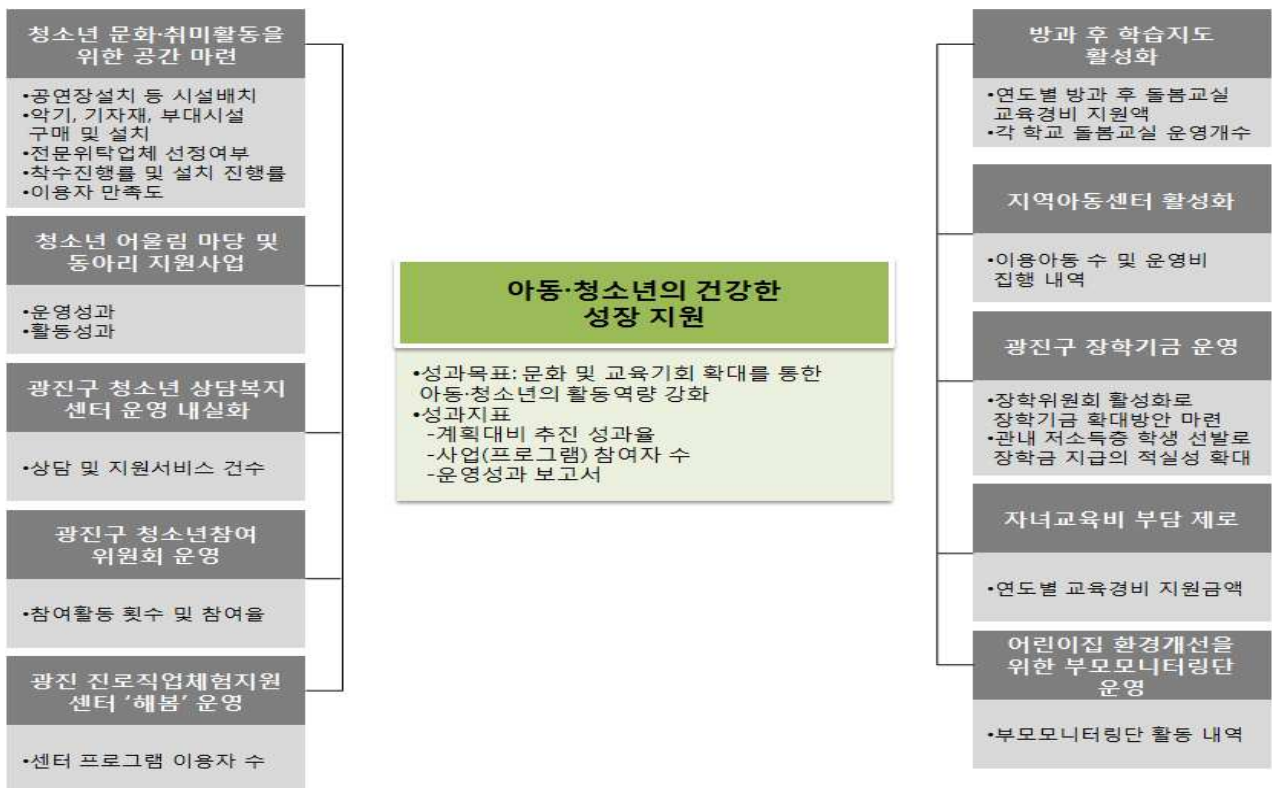 청소년 문화·취미활동을
위한 공간 마련
•공연장설치 등 시설배치
•악기, 기자재, 부대시설
구매 및 설치
•전문위탁업체 선정여부
•착수진행률 및 설치 진행률
•이용자 만족도
청소년 어울림 마당 및
동아리 지원사업
•운영성과
•활동성과
광진구 청소년 상담복지
센터 운영 내실화
•상담 및 지원서비스 건수
광진구 청소년참여
위원회 운영
•참여활동 횟수 및 참여율
광진 진로직업체험지원
센터 ‘해봄’ 운영
•센터 프로그램 이용자 수
아동·청소년의 건강한
성장 지원
•성과목표: 문화 및 교육기회 확대를 통한
아동·청소년의 활동역량 강화
•성과지표
-계획대비 추진 성과율
-사업(프로그램) 참여자 수
-운영성과 보고서
방과 후 학습지도
활성화
•연도별 방과 후 돌봄교실
교육경비 지원액
•각 학교 돌봄교실 운영개수
지역아동센터 활성화
•이용아동 수 및 운영비
집행 내역
광진구 장학기금 운영
•장학위원회 활성화로
장학기금 확대방안 마련
•관내 저소득층 학생 선발로
장학금 지급의 적실성 확대
자녀교육비 부담 제로
•연도별 교육경비 지원금액
어린이집 환경개선을
위한 부모모니터링단
운영
•부모모니터링단 활동 내역